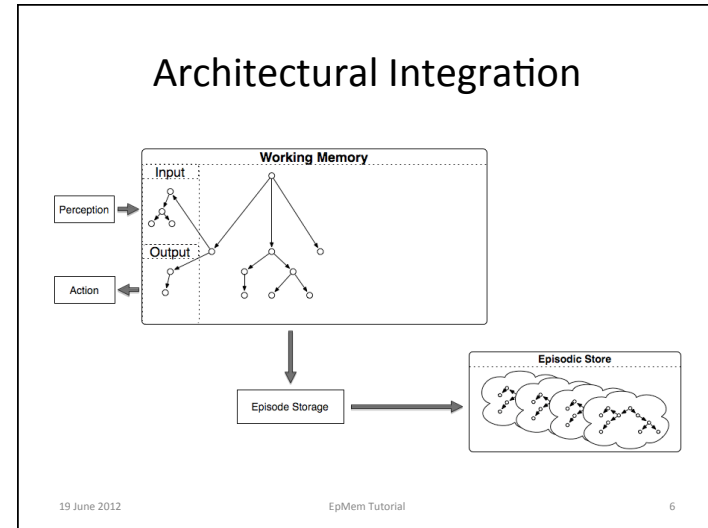 Architectural Integration
Working Memory
Input
Perception
Output
Action
Episodic Store
Episode Storage
19 June 2012
EpMem Tutorial
6